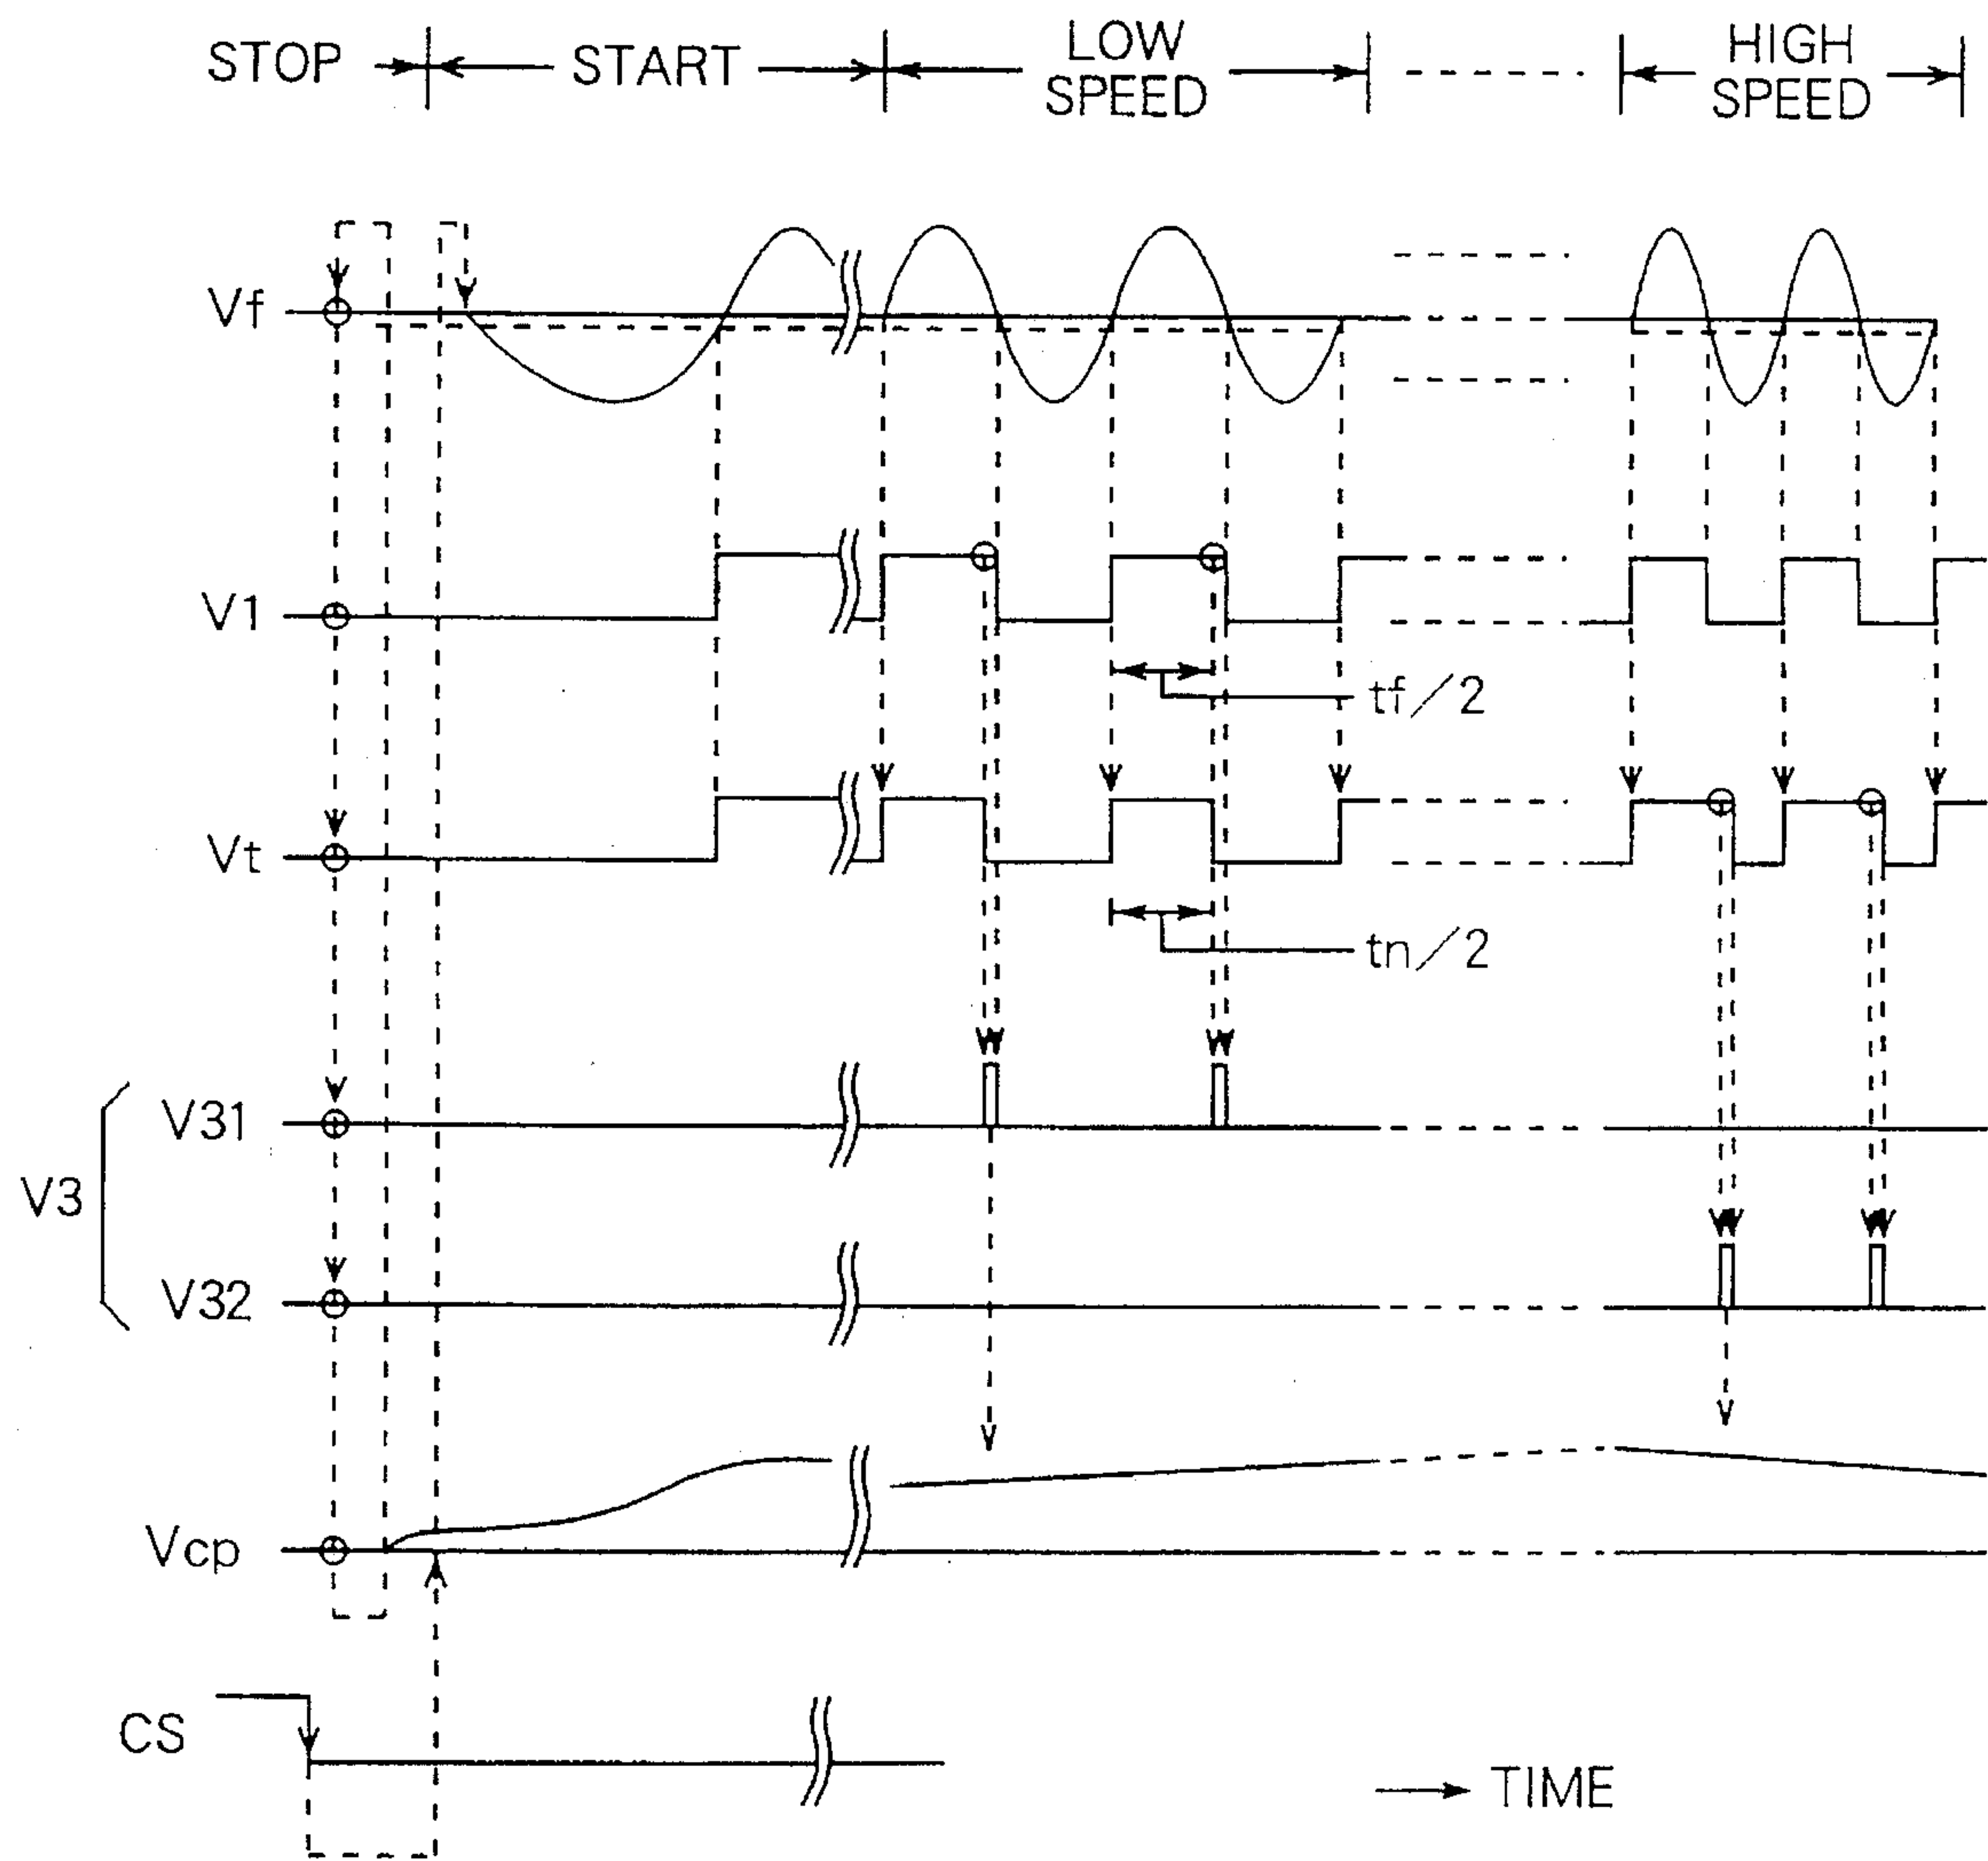 STOP
START
LOW
SPEED
HIGH
SPEED
Vf
V1
tf/2
Vt
tn/2
V31
V3
V32
Vcp
CS
TIME